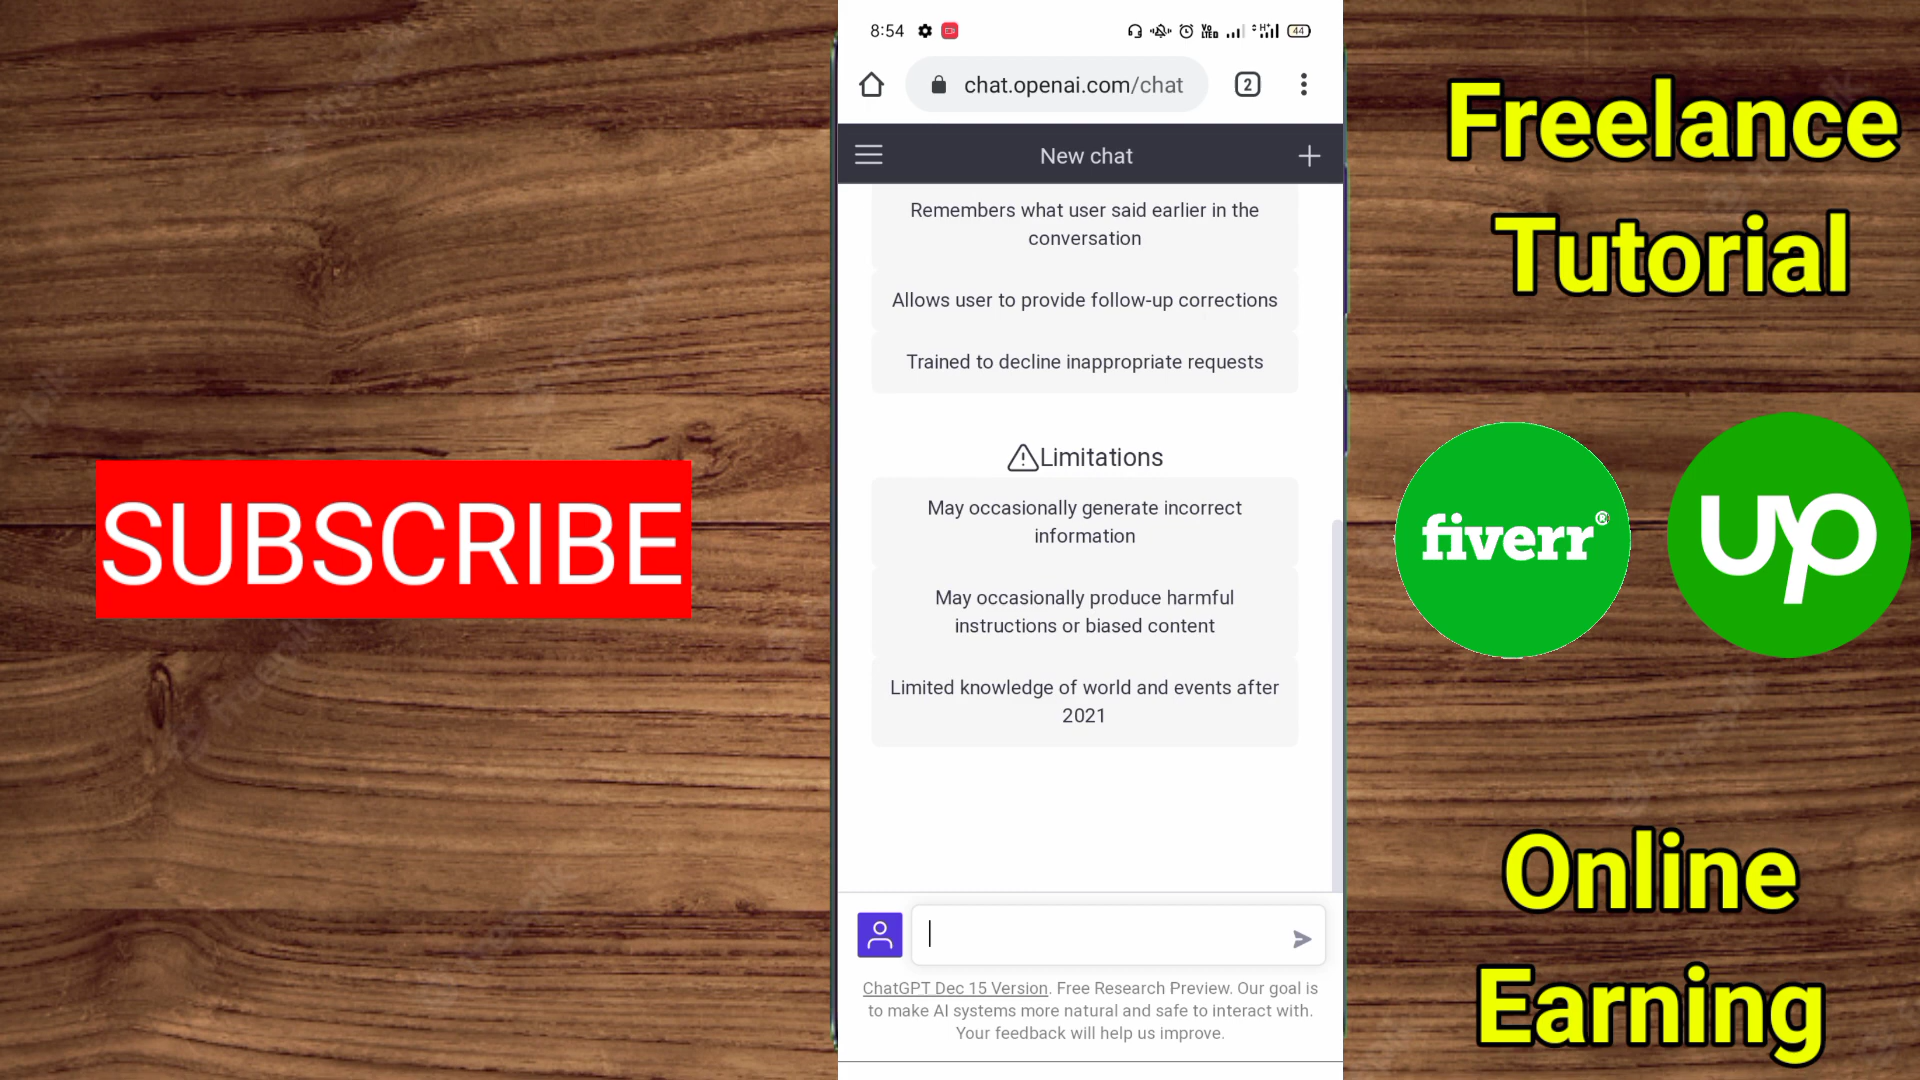 SUBSCRIBE
8:54
44
chat.openai.com/chat
2
New chat
Remembers what user said earlier in the
conversation
Allows user to provide follow-up corrections
Trained to decline inappropriate requests
Limitations
May occasionally generate incorrect
information
May occasionally produce harmful
instructions or biased content
Limited knowledge of world and events after
2021
ChatGPT Dec 15 Version. Free Research Preview. Our goal is
to make AI systems more natural and safe to interact with.
Your feedback will help us improve.
Freelance
Tutorial
fiverr®
up
Online
Earning